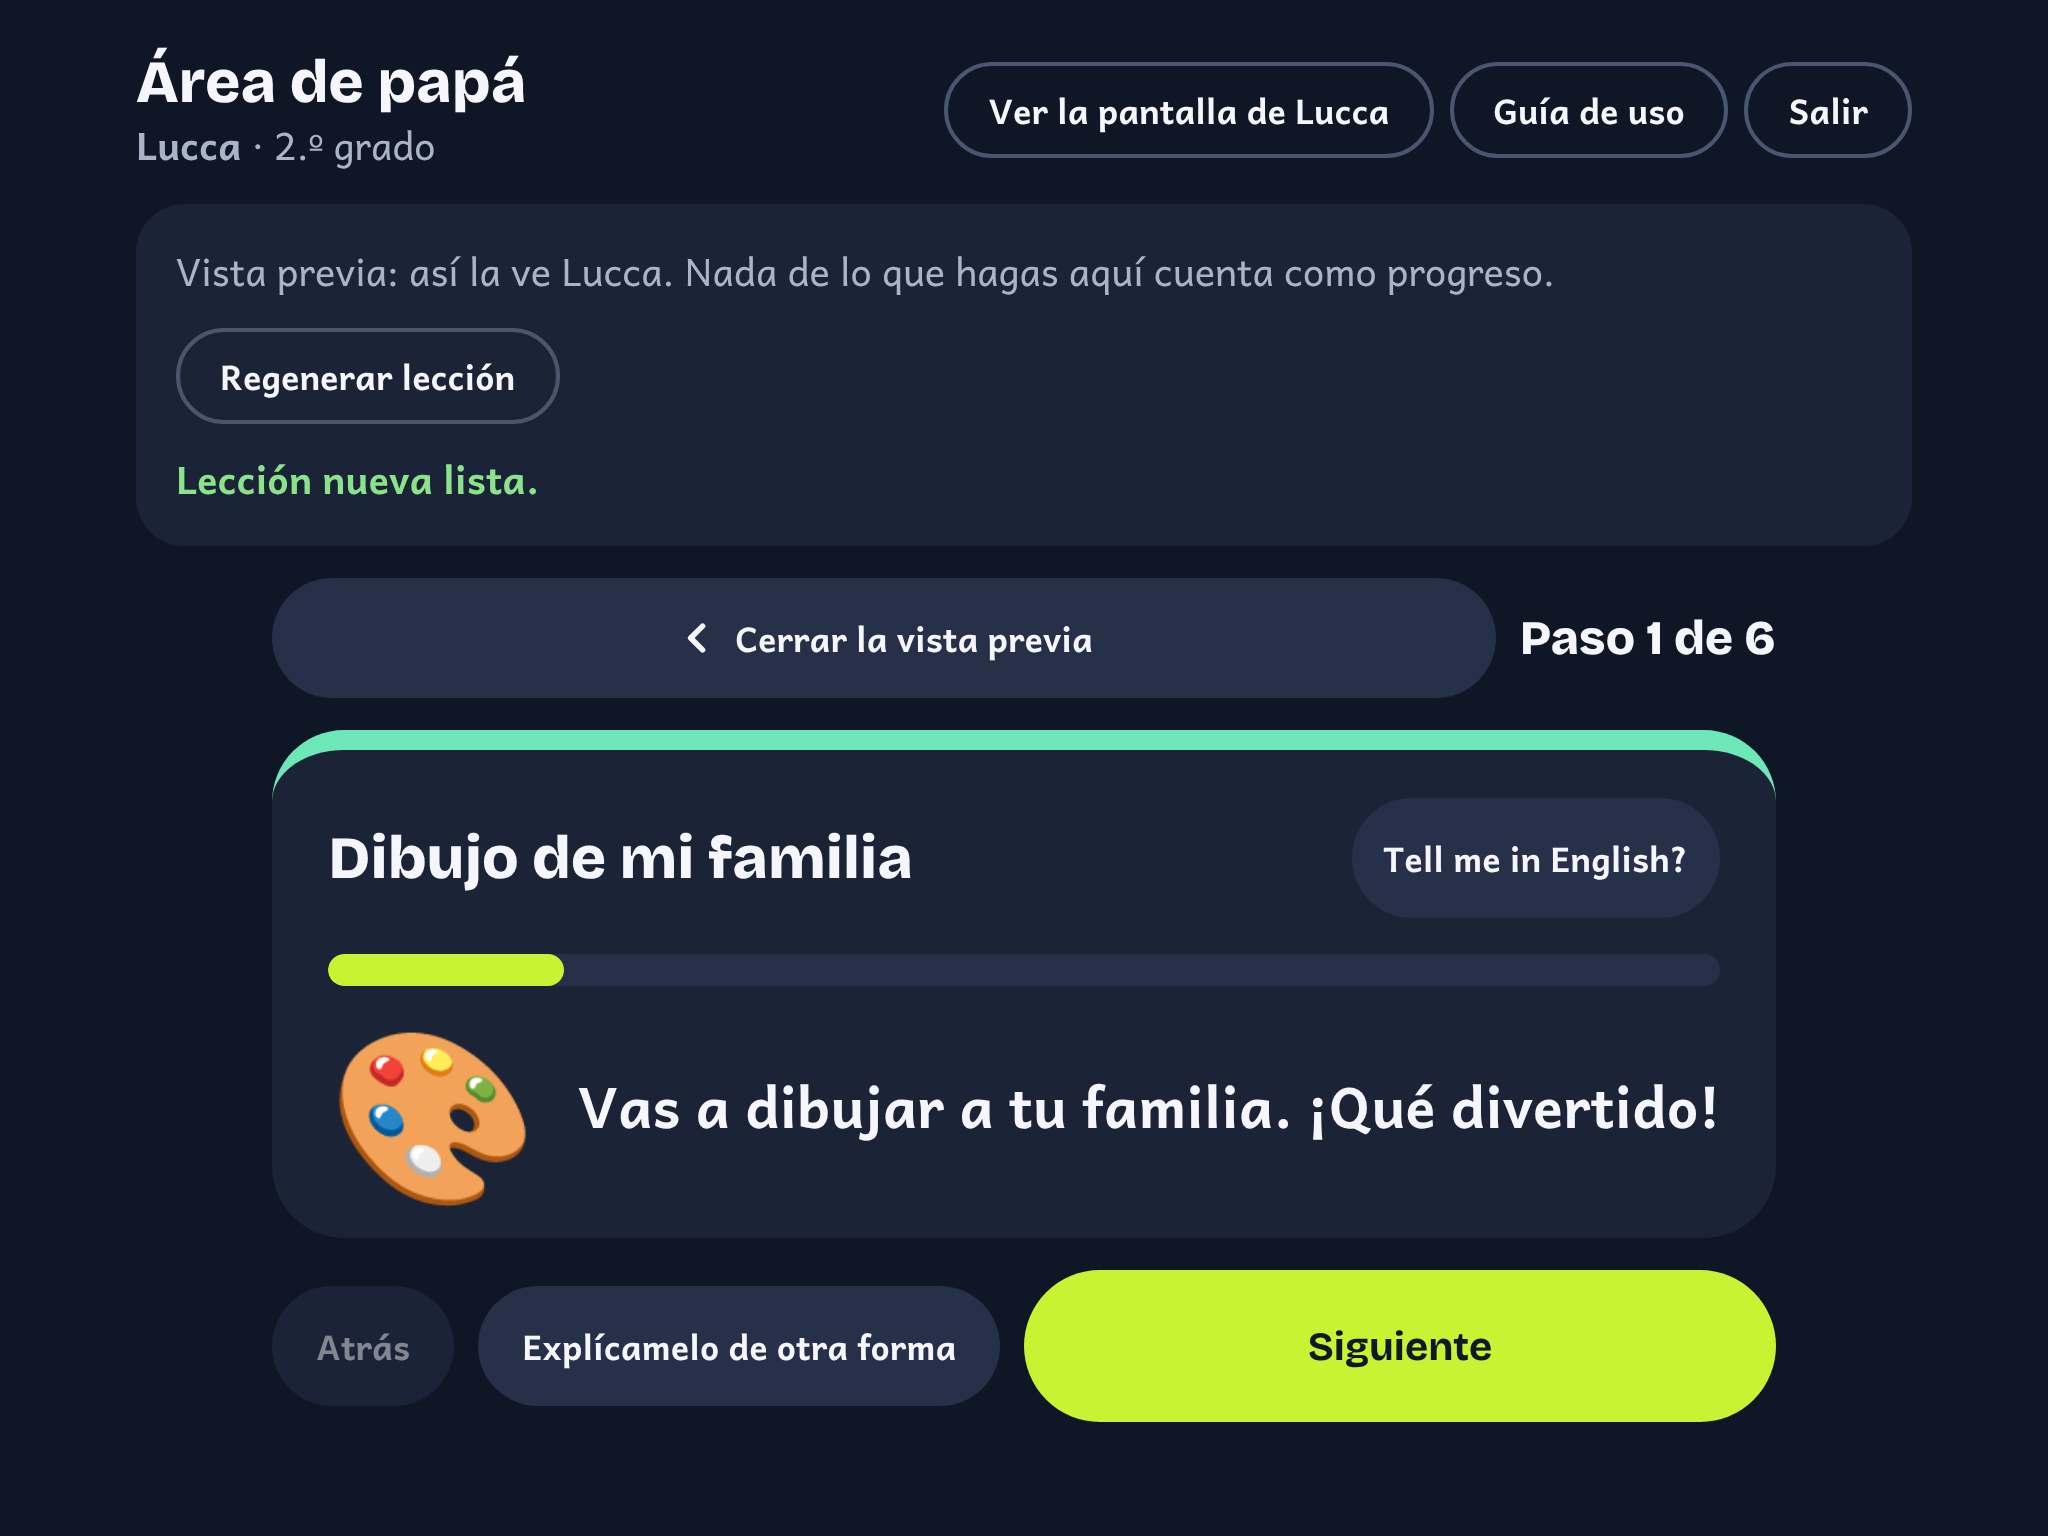 Área de papá
Lucca · 2.º grado
Ver la pantalla de Lucca
Guía de uso
Salir
Vista previa: así la ve Lucca. Nada de lo que hagas aquí cuenta como progreso.
Regenerar lección
Lección nueva lista.
Cerrar la vista previa
Paso 1 de 6
Dibujo de mi familia
Tell me in English?
Vas a dibujar a tu familia. ¡Qué divertido!
Atrás
Explícamelo de otra forma
Siguiente